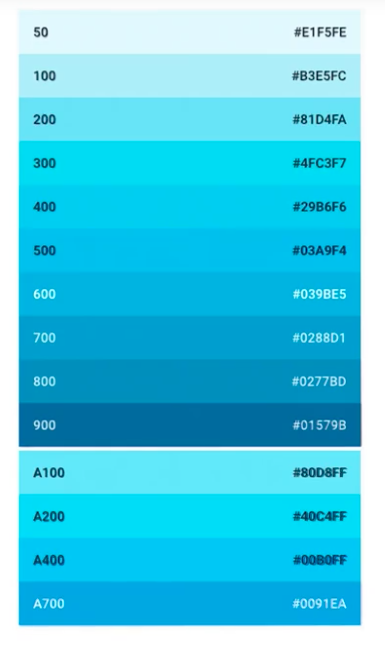 50 #E1F5FE
100 #B3E5FC
200 #81D4FA
300 #4FC3F7
400 #29B6F6
500 #03A9F4
600 #039BE5
700 #0288D1
800 #0277BD
900 #01579B
A100 #80D8FF
A200 #40C4FF
A400 #00B0FF
A700 #0091EA